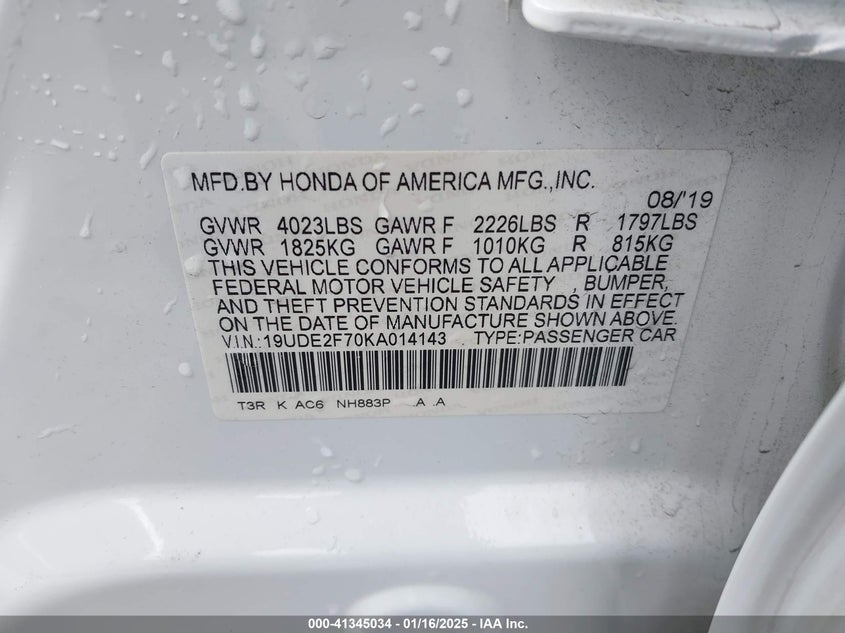 MFD.BY HONDA OF AMERICA MFG.,INC.
08/'19
GVWR 4023LBS GAWR F 2226LBS R 1797LBS
GVWR 1825KG GAWR F 1010KG R 815KG
THIS VEHICLE CONFORMS TO ALL APPLICABLE
FEDERAL MOTOR VEHICLE SAFETY , BUMPER,
AND THEFT PREVENTION STANDARDS IN EFFECT
ON THE DATE OF MANUFACTURE SHOWN ABOVE.
V.I.N.:19UDE2F70KA014143 TYPE:PASSENGER CAR
T3R K AC6 NH883P .A .A
000-41345034 - 01/16/2025 - IAA Inc.